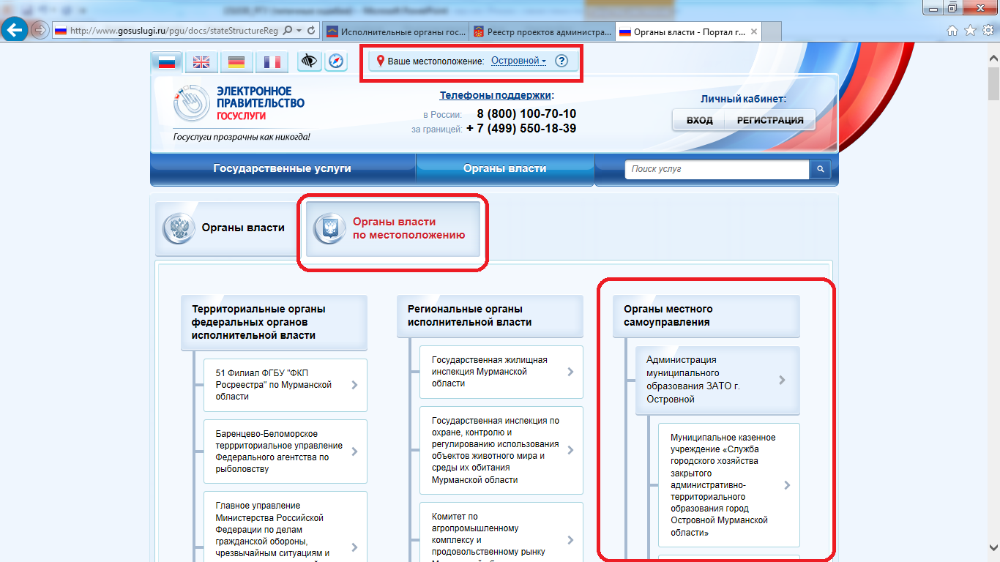 http://www.gosuslugi.ru/pgu/docs/stateStructureReg
Исполнительные органы гос...
Реестр проектов администра...
Органы власти - Портал г...
Ваше местоположение: Островной
?
ЭЛЕКТРОННОЕ
ПРАВИТЕЛЬСТВО
ГОСУСЛУГИ
Госуслуги прозрачны как никогда!
Телефоны поддержки:
в России: 8 (800) 100-70-10
за границей: + 7 (499) 550-18-39
Личный кабинет:
ВХОД РЕГИСТРАЦИЯ
Государственные услуги
Органы власти
Поиск услуг
Органы власти
Органы власти
по местоположению
Территориальные органы
федеральных органов
исполнительной власти
51 Филиал ФГБУ "ФКП
Росреестра" по Мурманской
области
Баренцево-Беломорское
террриториальное управление
Федерального агентства по
рыболовству
Главное управление
Министерства Российской
Федерации по делам
гражданской обороны,
чрезвычайным ситуациям и
Региональные органы
исполнительной власти
Государственная жилищная
инспекция Мурманской
области
Государственная инспекция по
охране, контролю и
регулированию использования
объектов животного мира и
среды их обитания
Мурманской области
Комитет по
агропромышленному
комплексу и
продовольственному рынку
Органы местного
самоуправления
Администрация
муниципального
образования ЗАТО г.
Островной
Муниципальное казенное
учреждение «Служба
городского хозяйства
закрытого
административно-
территориального
образования город
Островной Мурманской
области»